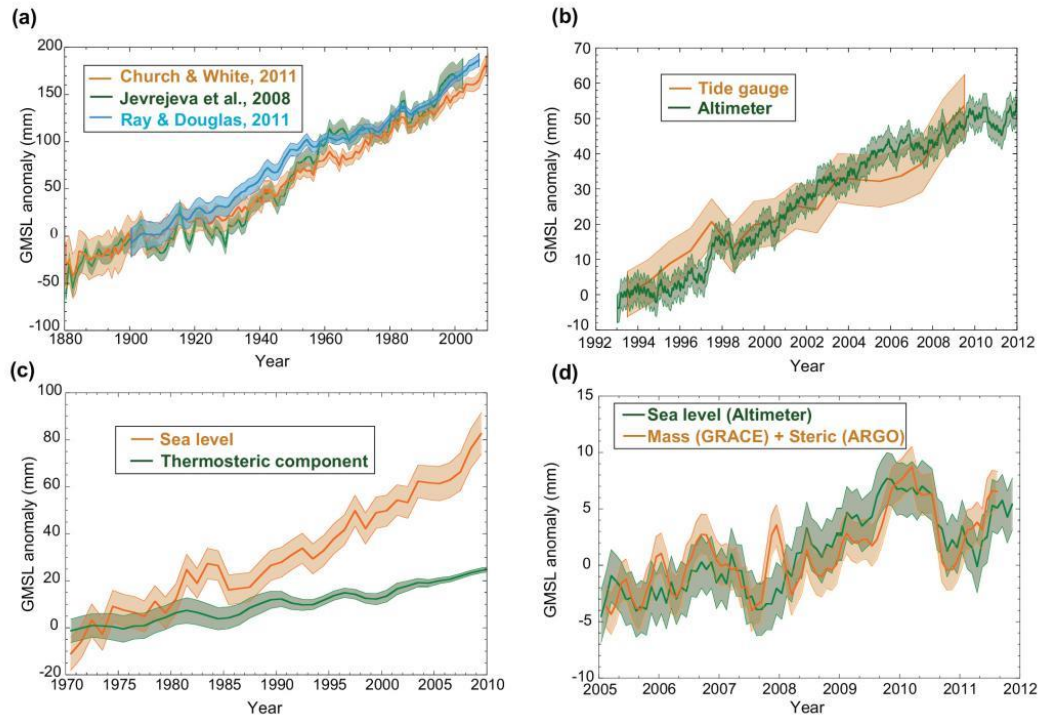 (a)
200
150
100
50
0
-50
-100
GMSL anomaly (mm)
Church & White, 2011
Jevrejeva et al., 2008
Ray & Douglas, 2011
1880 1900 1920 1940 1960 1980 2000
Year
(b)
70
60
50
40
30
20
10
0
-10
GMSL anomaly (mm)
Tide gauge
Altimeter
1992 1994 1996 1998 2000 2002 2004 2006 2008 2010 2012
Year
(c)
100
80
60
40
20
0
-20
GMSL anomaly (mm)
Sea level
Thermosteric component
1970 1975 1980 1985 1990 1995 2000 2005 2010
Year
(d)
15
10
5
0
-5
-10
GMSL anomaly (mm)
Sea level (Altimeter)
Mass (GRACE) + Steric (ARGO)
2005 2006 2007 2008 2009 2010 2011 2012
Year